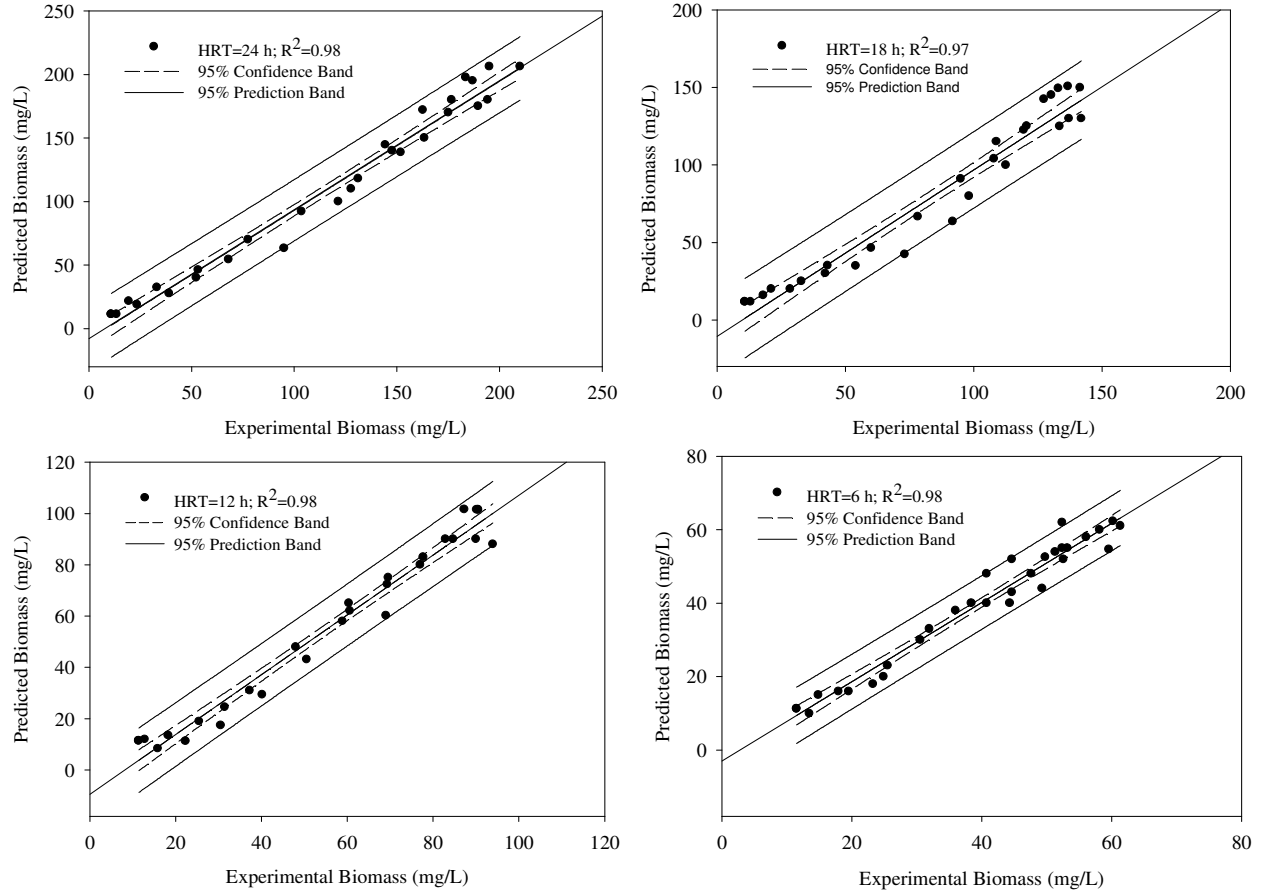 250
200
150
100
50
0
Predicted Biomass (mg/L)
HRT=24 h; R²=0.98
95% Confidence Band
95% Prediction Band
0 50 100 150 200 250
Experimental Biomass (mg/L)
200
150
100
50
0
Predicted Biomass (mg/L)
HRT=18 h; R²=0.97
95% Confidence Band
95% Prediction Band
0 50 100 150 200
Experimental Biomass (mg/L)
120
100
80
60
40
20
0
Predicted Biomass (mg/L)
HRT=12 h; R²=0.98
95% Confidence Band
95% Prediction Band
0 20 40 60 80 100 120
Experimental Biomass (mg/L)
80
60
40
20
0
Predicted Biomass (mg/L)
HRT=6 h; R²=0.98
95% Confidence Band
95% Prediction Band
0 20 40 60 80
Experimental Biomass (mg/L)